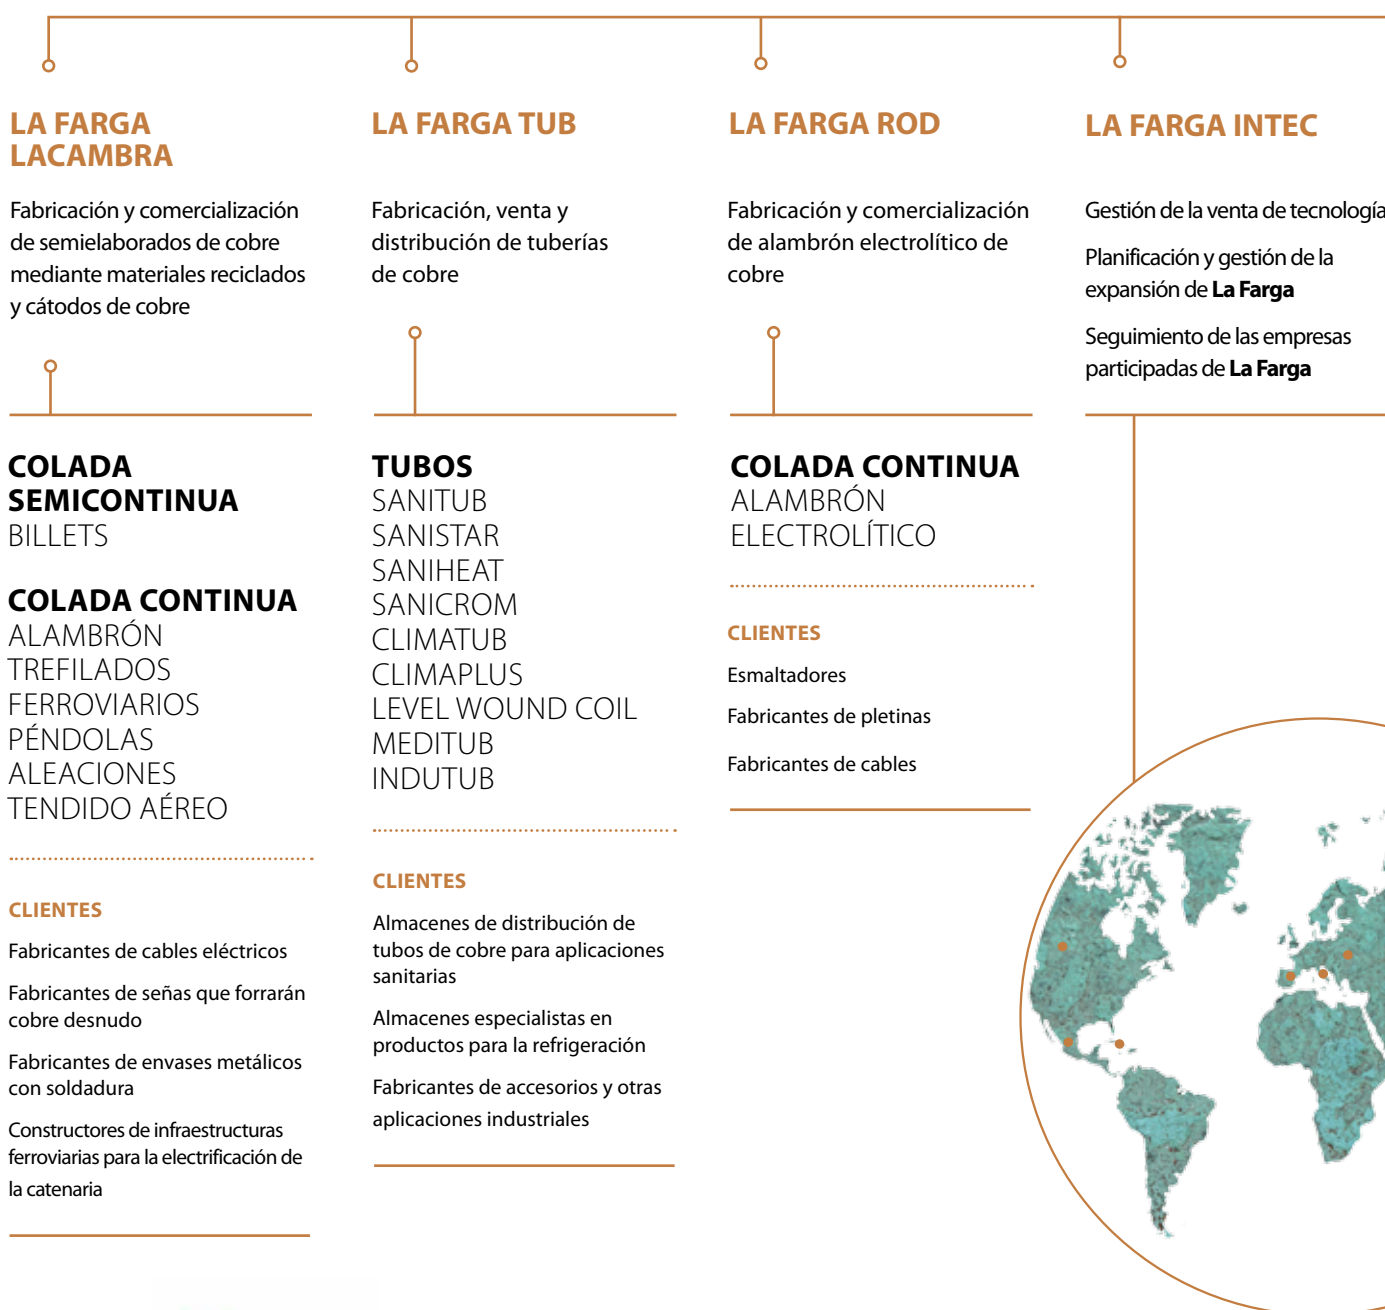 LA FARGA
LACAMBRA
Fabricación y comercialización
de semielaborados de cobre
mediante materiales reciclados
y cátodos de cobre
COLADA
SEMICONTINUA
BILLETS
COLADA CONTINUA
ALAMBRÓN
TREFILADOS
FERROVIARIOS
PÉNDOLAS
ALEACIONES
TENDIDO AÉREO
CLIENTES
Fabricantes de cables eléctricos
Fabricantes de señas que forrarán
cobre desnudo
Fabricantes de envases metálicos
con soldadura
Constructores de infraestructuras
ferroviarias para la electrificación de
la catenaria
LA FARGA TUB
Fabricación, venta y
distribución de tuberías
de cobre
TUBOS
SANITUB
SANISTAR
SANIHEAT
SANICROM
CLIMATUB
CLIMAPLUS
LEVEL WOUND COIL
MEDITUB
INDUTUB
CLIENTES
Almacenes de distribución de
tubos de cobre para aplicaciones
sanitarias
Almacenes especialistas en
productos para la refrigeración
Fabricantes de accesorios y otras
aplicaciones industriales
LA FARGA ROD
Fabricación y comercialización
de alambrón electrolítico de
cobre
COLADA CONTINUA
ALAMBRÓN
ELECTROLÍTICO
CLIENTES
Esmaltadores
Fabricantes de pletinas
Fabricantes de cables
LA FARGA INTEC
Gestión de la venta de tecnología
Planificación y gestión de la
expansión de La Farga
Seguimiento de las empresas
participadas de La Farga